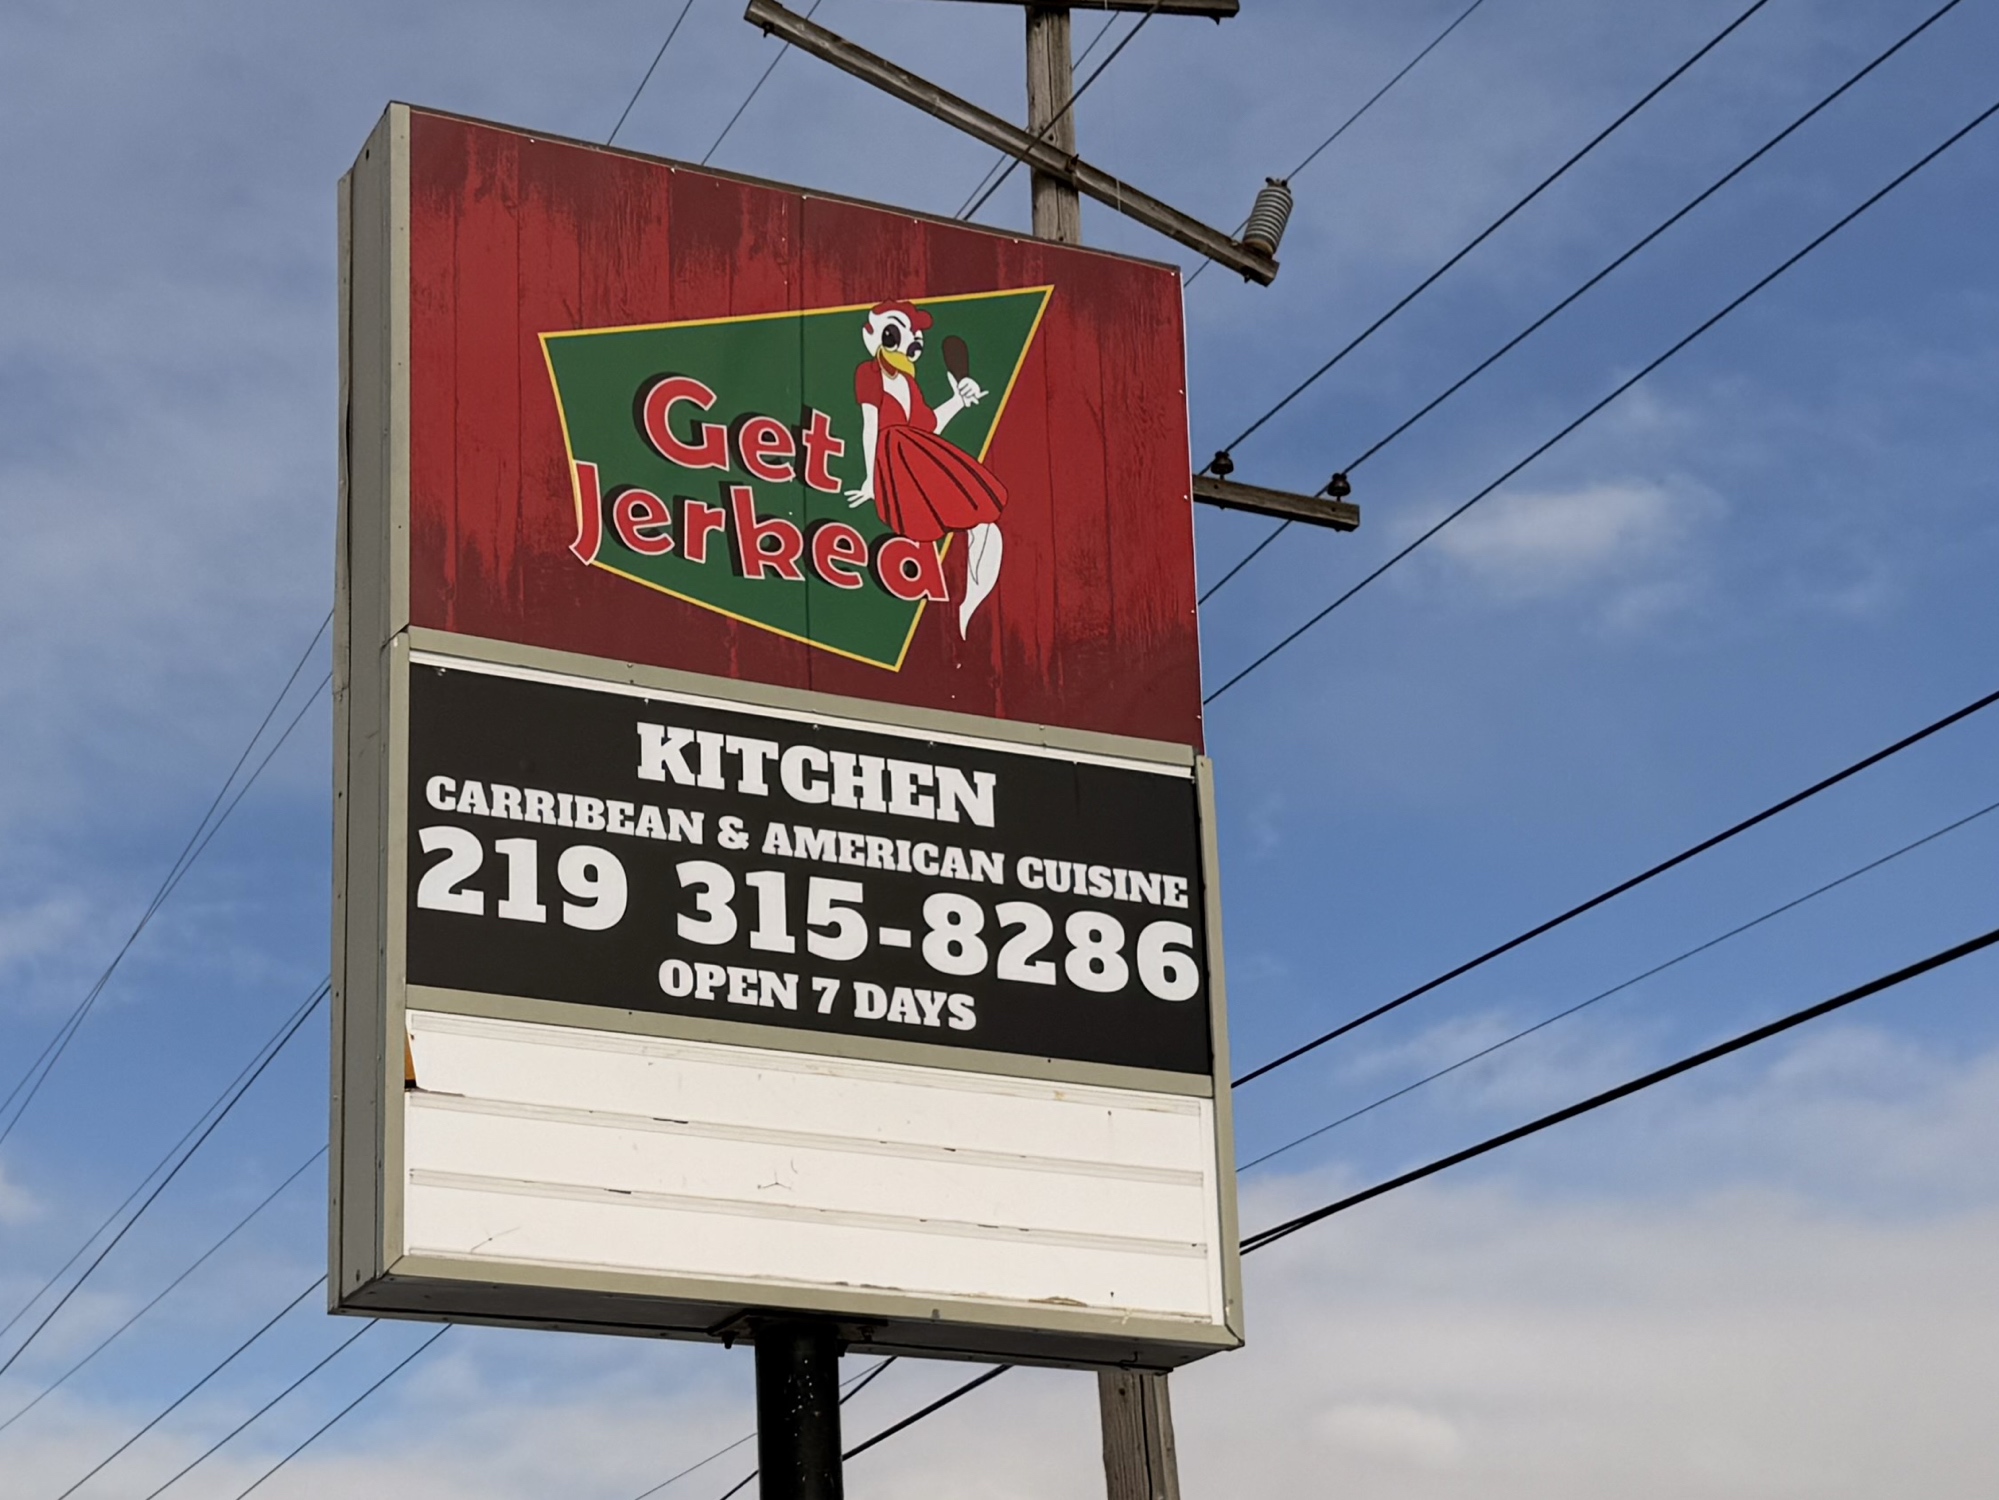 Get
Jerked
KITCHEN
CARRIBEAN & AMERICAN CUISINE
219 315-8286
OPEN 7 DAYS